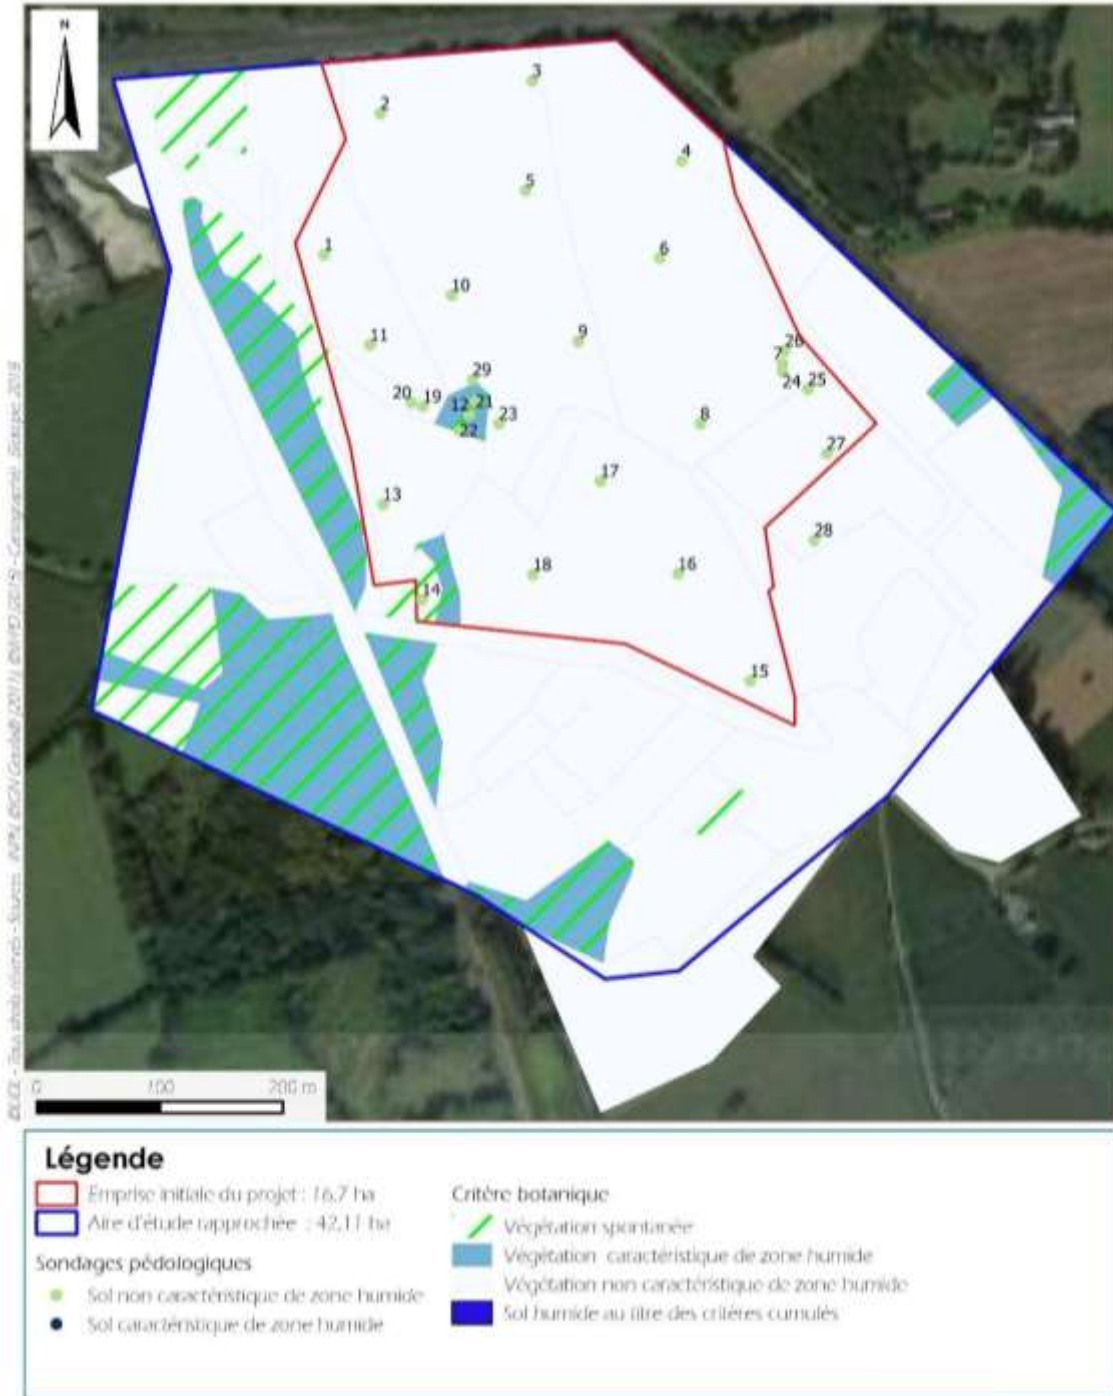 N
3
2
4
5
1
6
10
9
11
26
7
29
24 25
20 19
12 21
23
8
22
27
17
13
28
18
16
14
15
0 100 200 m
Légende
Emprise initiale du projet : 16,7 ha
Aire d'étude rapprochée : 42,11 ha
Sondages pédologiques
Sol non caractéristique de zone humide
Sol caractéristique de zone humide
Critère botanique
Végétation spontanée
Végétation caractéristique de zone humide
Végétation non caractéristique de zone humide
Sol humide au titre des critères cumulés